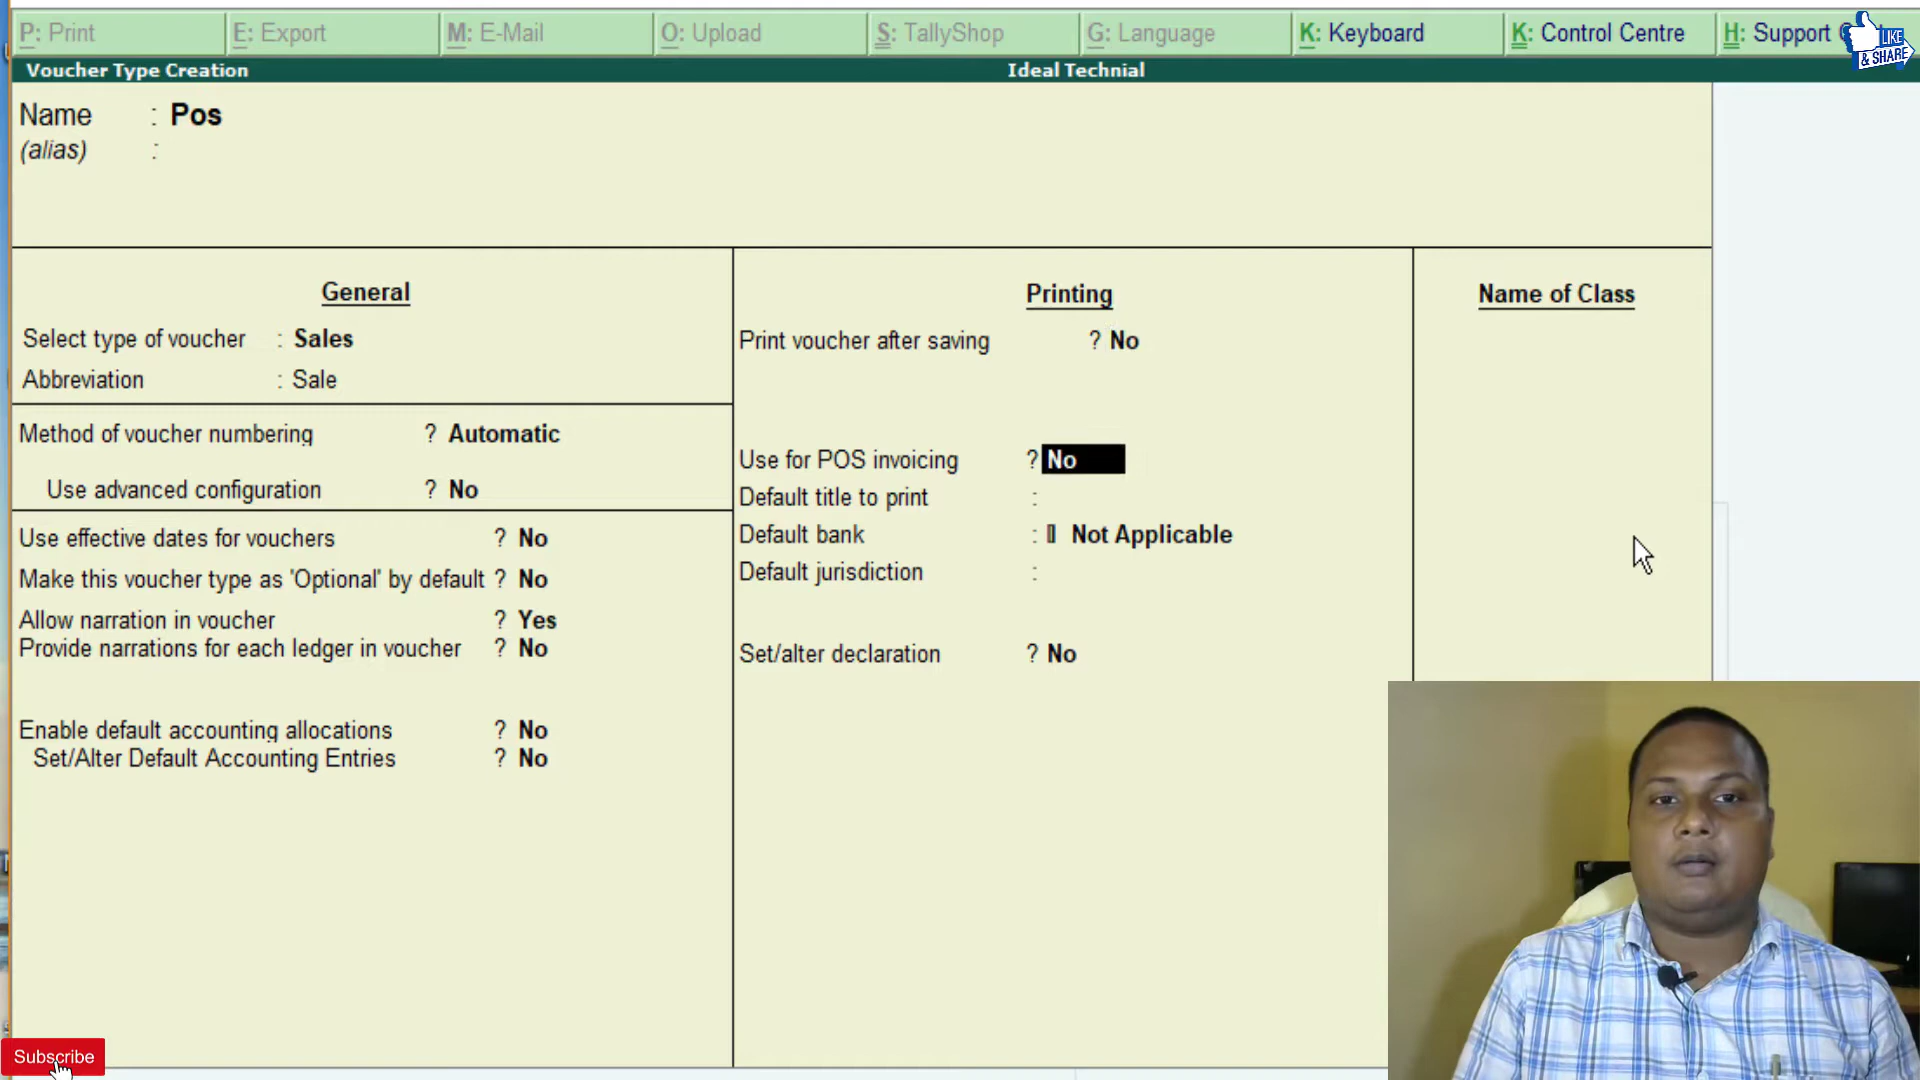 P: Print E: Export M: E-Mail O: Upload S: TallyShop G: Language K: Keyboard K: Control Centre H: Support
LIKE
& SHARE
Voucher Type Creation Ideal Technial
Name : Pos
(alias) :
General Printing Name of Class
Select type of voucher : Sales
Print voucher after saving ? No
Abbreviation : Sale
Method of voucher numbering ? Automatic
Use for POS invoicing ? No
Use advanced configuration ? No
Default title to print :
Use effective dates for vouchers ? No
Default bank : Not Applicable
Make this voucher type as 'Optional' by default ? No
Default jurisdiction :
Allow narration in voucher ? Yes
Provide narrations for each ledger in voucher ? No
Set/alter declaration ? No
Enable default accounting allocations ? No
Set/Alter Default Accounting Entries ? No
Subscribe